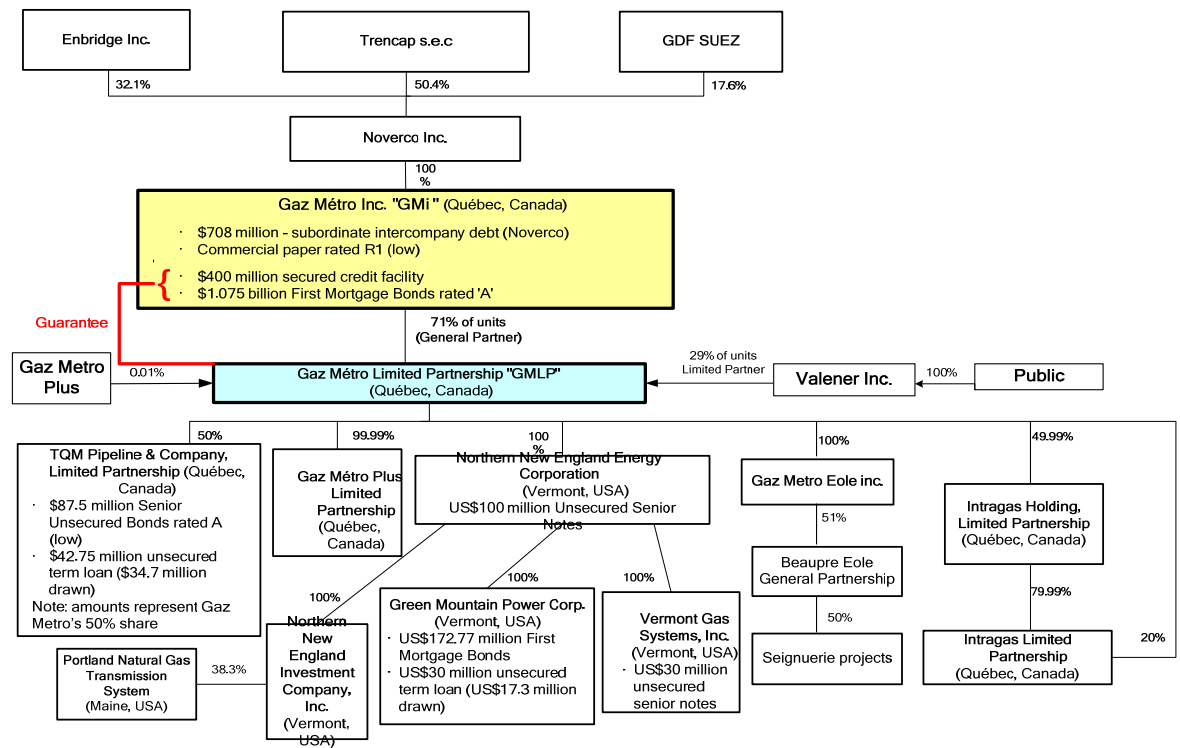 Enbridge Inc.
Trencap s.e.c
GDF SUEZ
32.1%
50.4%
17.6%
Noverco Inc.
100
%
Gaz Métro Inc. "GMi" (Québec, Canada)
· $708 million - subordinate intercompany debt (Noverco)
· Commercial paper rated R1 (low)
· $400 million secured credit facility
· $1.075 billion First Mortgage Bonds rated 'A'
Guarantee
71% of units
(General Partner)
Gaz Metro
Plus
0.01%
Gaz Métro Limited Partnership "GMLP"
(Québec, Canada)
29% of units
Limited Partner
Valener Inc.
100%
Public
50%
TQM Pipeline & Company,
Limited Partnership (Québec,
Canada)
· $87.5 million Senior
Unsecured Bonds rated A
(low)
· $42.75 million unsecured
term loan ($34.7 million
drawn)
Note: amounts represent Gaz
Metro's 50% share
99.99%
Gaz Métro Plus
Limited
Partnership
(Québec,
Canada)
100
%
Northern New England Energy
Corporation
(Vermont, USA)
US$100 million Unsecured Senior
Notes
100%
Gaz Metro Eole inc.
51%
Beaupre Eole
General Partnership
50%
Seignuerie projects
49.99%
Intragas Holding,
Limited Partnership
(Québec, Canada)
79.99%
Intragas Limited
Partnership
(Québec, Canada)
20%
100%
Northern
New
England
Investment
Company,
Inc.
(Vermont,
USA)
38.3%
Portland Natural Gas
Transmission
System
(Maine, USA)
100%
Green Mountain Power Corp.
(Vermont, USA)
· US$172.77 million First
Mortgage Bonds
· US$30 million unsecured
term loan (US$17.3 million
drawn)
100%
Vermont Gas
Systems, Inc.
(Vermont, USA)
· US$30 million
unsecured
senior notes